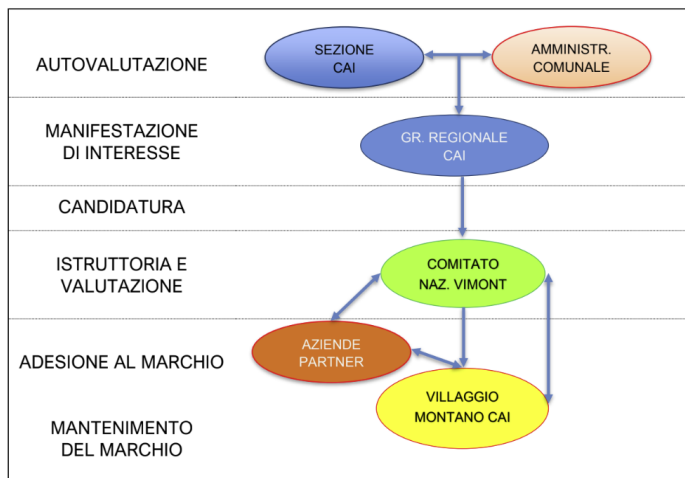 AUTOVALUTAZIONE
SEZIONE
CAI
AMMINISTR.
COMUNALE
MANIFESTAZIONE
DI INTERESSE
GR. REGIONALE
CAI
CANDIDATURA
ISTRUTTORIA E
VALUTAZIONE
COMITATO
NAZ. VIMONT
ADESIONE AL MARCHIO
AZIENDE
PARTNER
VILLAGGIO
MONTANO CAI
MANTENIMENTO
DEL MARCHIO